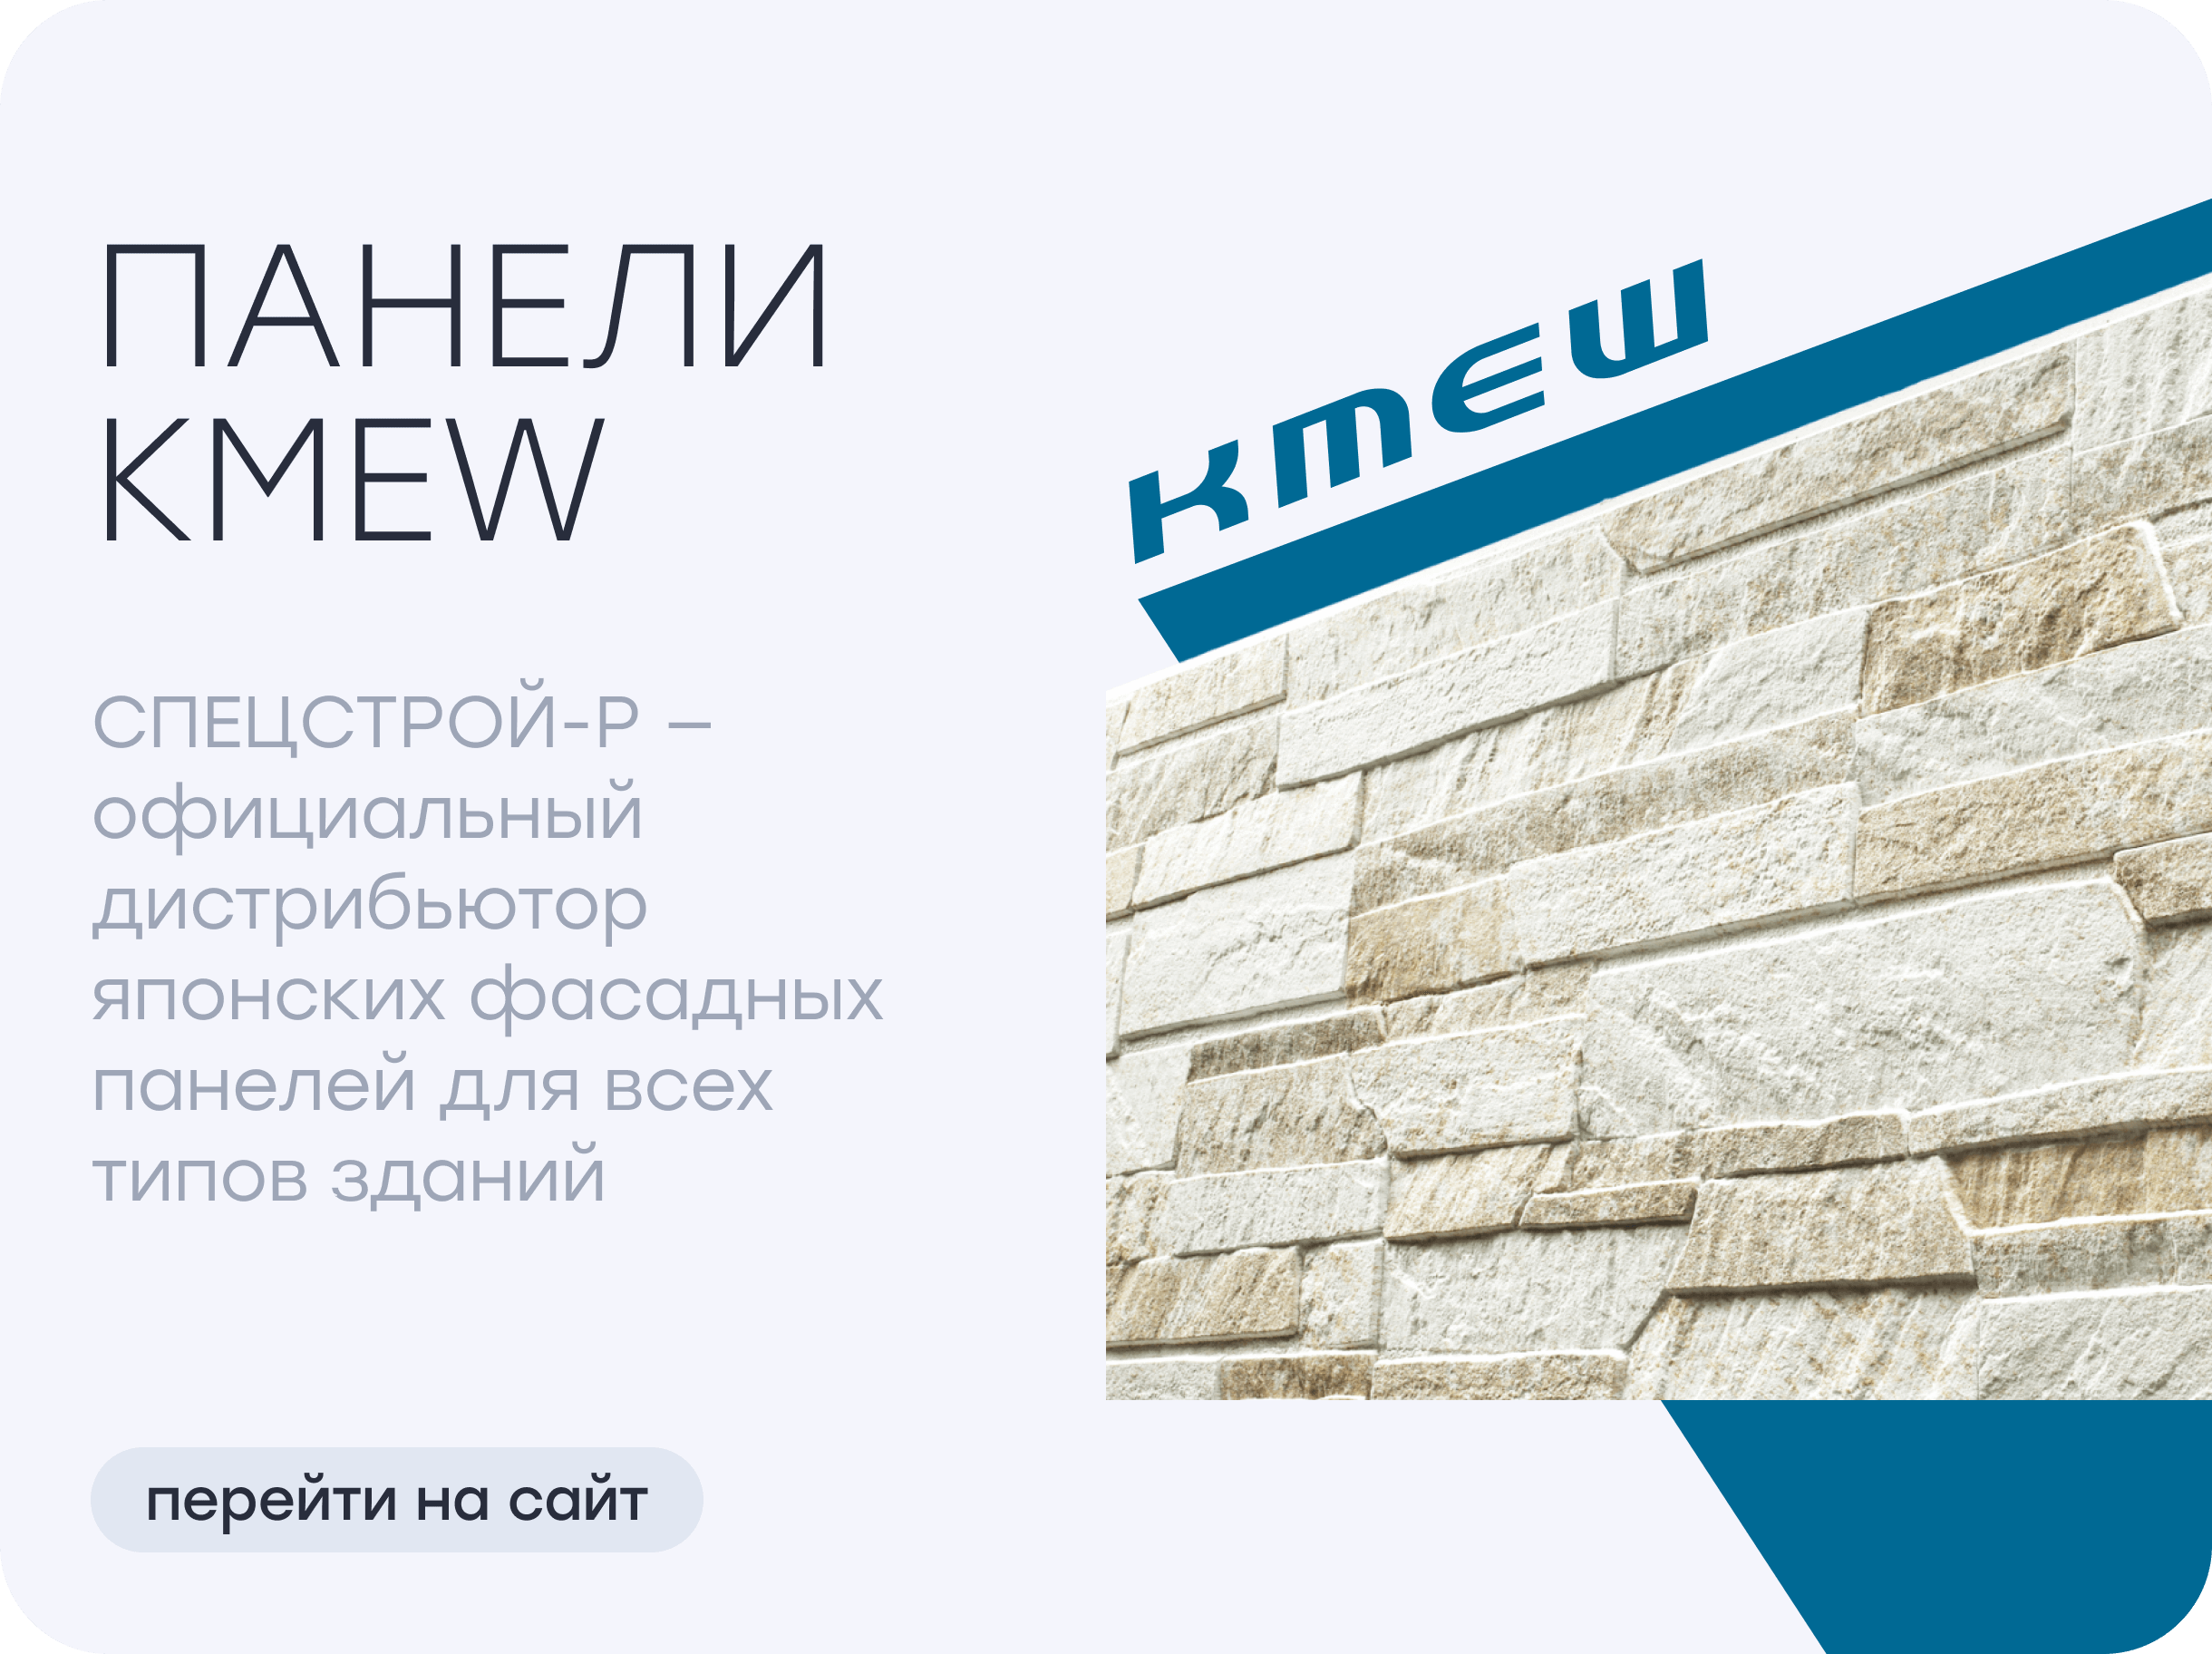 ПАНЕЛИ
KMEW
СПЕЦСТРОЙ-Р —
официальный
дистрибьютор
японских фасадных
панелей для всех
типов зданий
перейти на сайт
KMEW